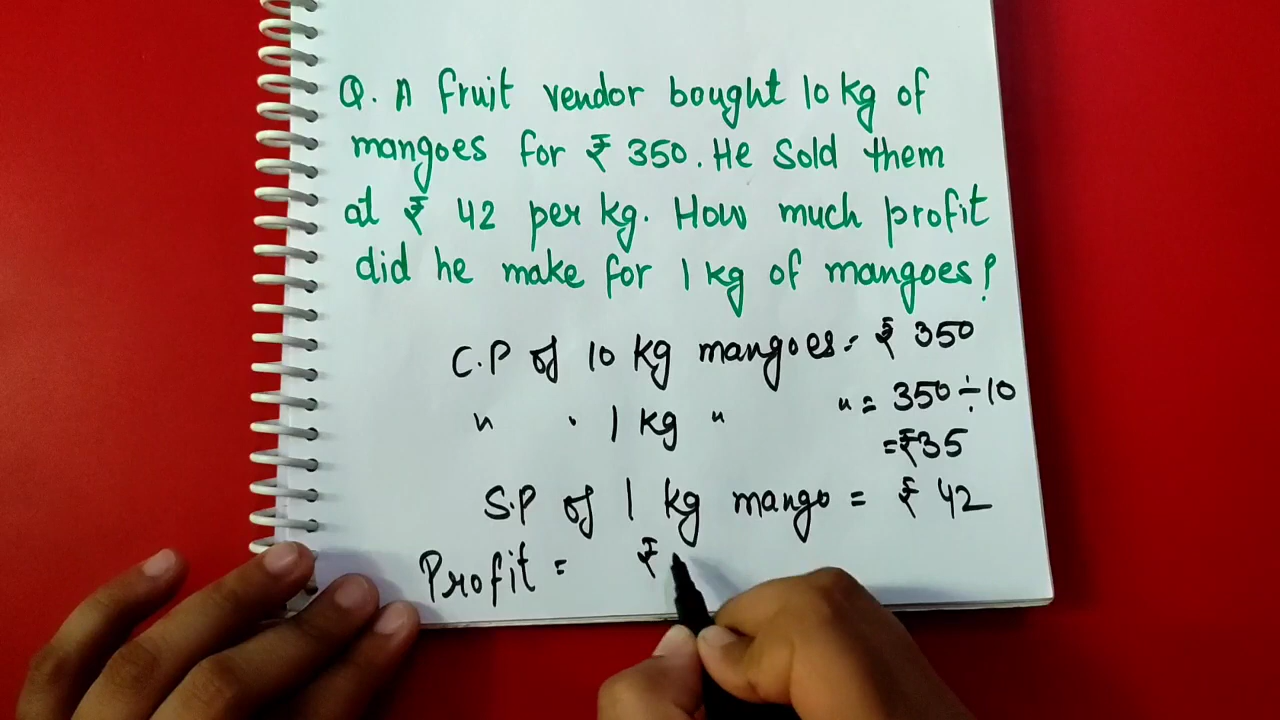 Q. A fruit vendor bought 10 kg of
mangoes for ₹ 350. He sold them
at ₹ 42 per kg. How much profit
did he make for 1 kg of mangoes?
C.P of 10 kg mangoes = ₹ 350
" " 1 kg " " = 350 ÷ 10
= ₹35
S.P of 1 kg mango = ₹ 42
Profit = ₹